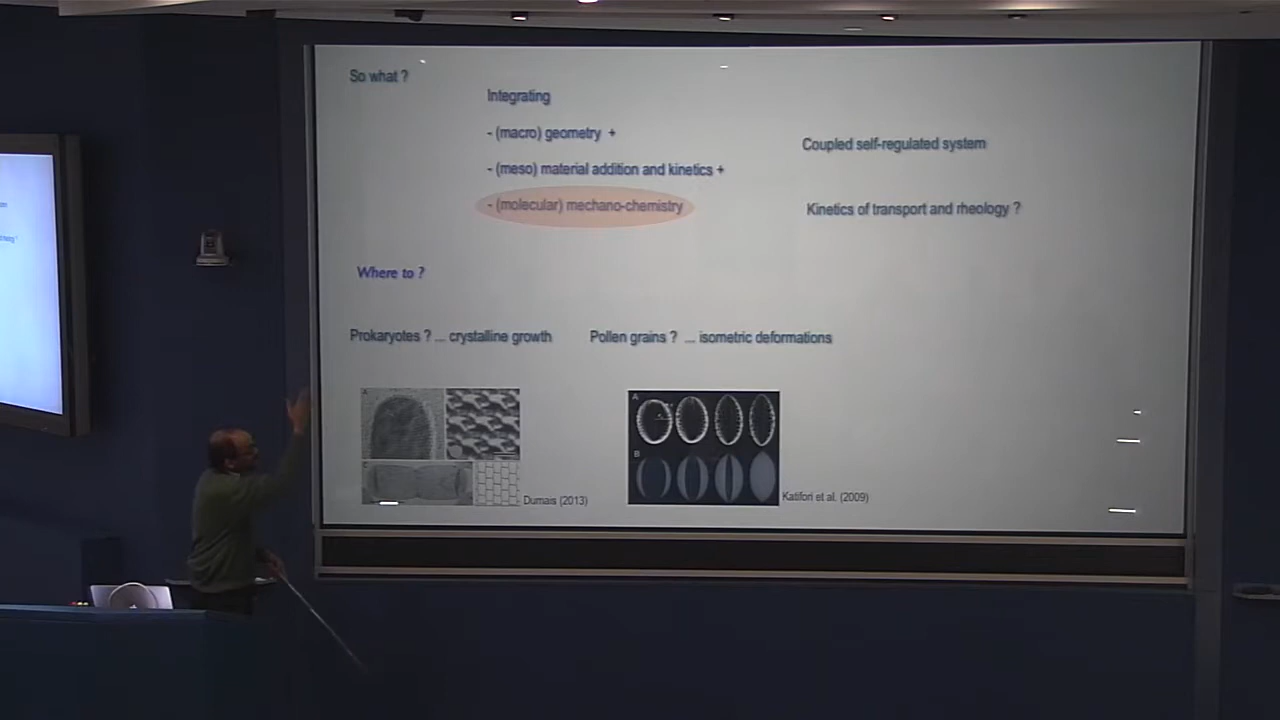 So what ?
Integrating
- (macro) geometry +
- (meso) material addition and kinetics +
- (molecular) mechano-chemistry
Coupled self-regulated system
Kinetics of transport and rheology ?
Where to ?
Prokaryotes ? ... crystalline growth
Pollen grains ? ... isometric deformations
A
B
Dumais (2013)
Katifori et al. (2009)